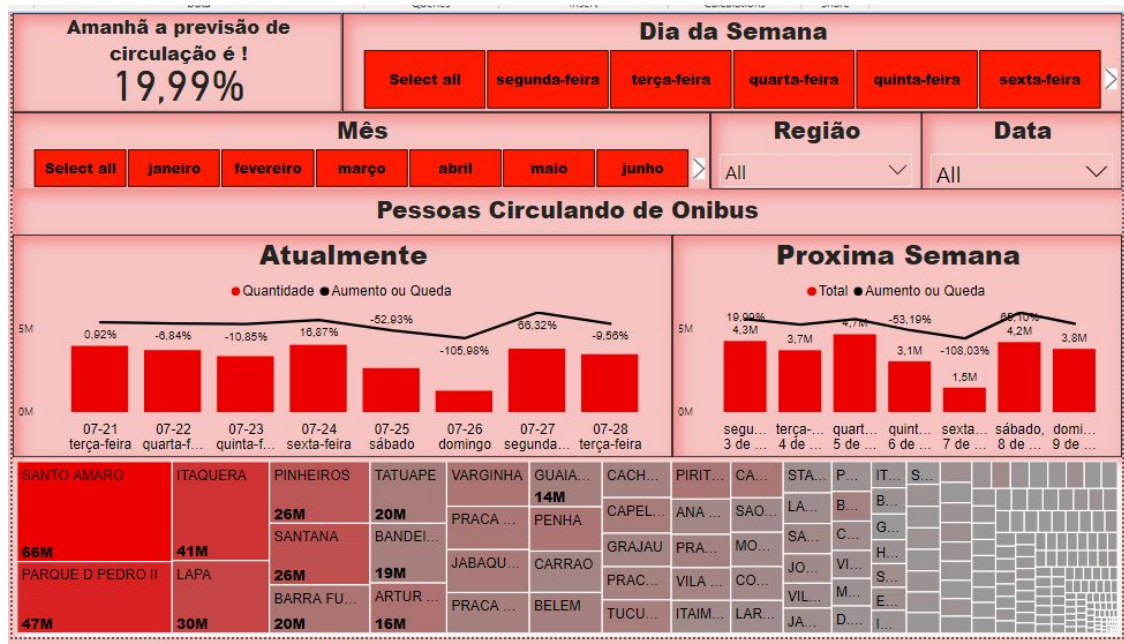 Amanhã a previsão de
circulação é !
19,99%
Dia da Semana
Select all segunda-feira terça-feira quarta-feira quinta-feira sexta-feira
Mês
Select all janeiro fevereiro março abril maio junho
Região
All
Data
All
Pessoas Circulando de Onibus
Atualmente
Quantidade Aumento ou Queda
5M
0M
0,92% -6,84% -10,85% 16,87% -52,93% -105,98% 66,32% -9,56%
07-21 07-22 07-23 07-24 07-25 07-26 07-27 07-28
terça-feira quarta-f... quinta-f... sexta-feira sábado domingo segunda... terça-feira
Proxima Semana
Total Aumento ou Queda
5M
0M
19,99% -53,19% -108,03% 65,10%
4.3M 3,7M 4,7M 3,1M 1,5M 4,2M 3,8M
segu... terça-... quart... quint... sexta... sábado, domi...
3 de ... 4 de ... 5 de ... 6 de ... 7 de ... 8 de ... 9 de ...
SANTO AMARO
66M
PARQUE D PEDRO II
47M
ITAQUERA
41M
LAPA
30M
PINHEIROS
26M
SANTANA
26M
BARRA FU...
20M
TATUAPE
20M
BANDEI...
19M
ARTUR ...
16M
VARGINHA
PRACA ...
JABAQU...
PRACA ...
GUAIA...
14M
PENHA
CARRAO
BELEM
CACH...
CAPEL...
GRAJAU
PRAC...
TUCU...
PIRIT...
ANA ...
PRA...
VILA ...
ITAIM...
CA...
SAO...
MO...
CO...
LAR...
STA...
LA...
SA...
JO...
VIL...
JA...
P...
B...
C...
VI...
M...
D...
IT...
B...
G...
H...
S...
E...
I...
S...